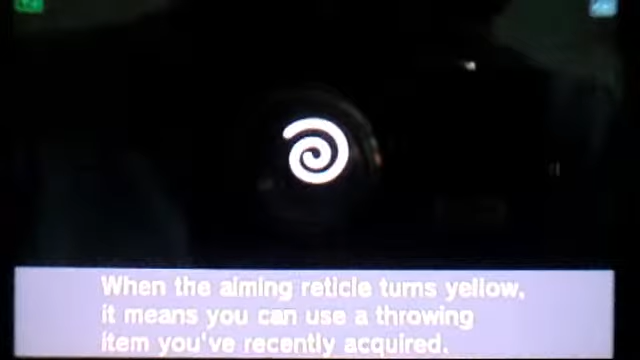 When the aiming reticle turns yellow,
it means you can use a throwing
item you've recently acquired.